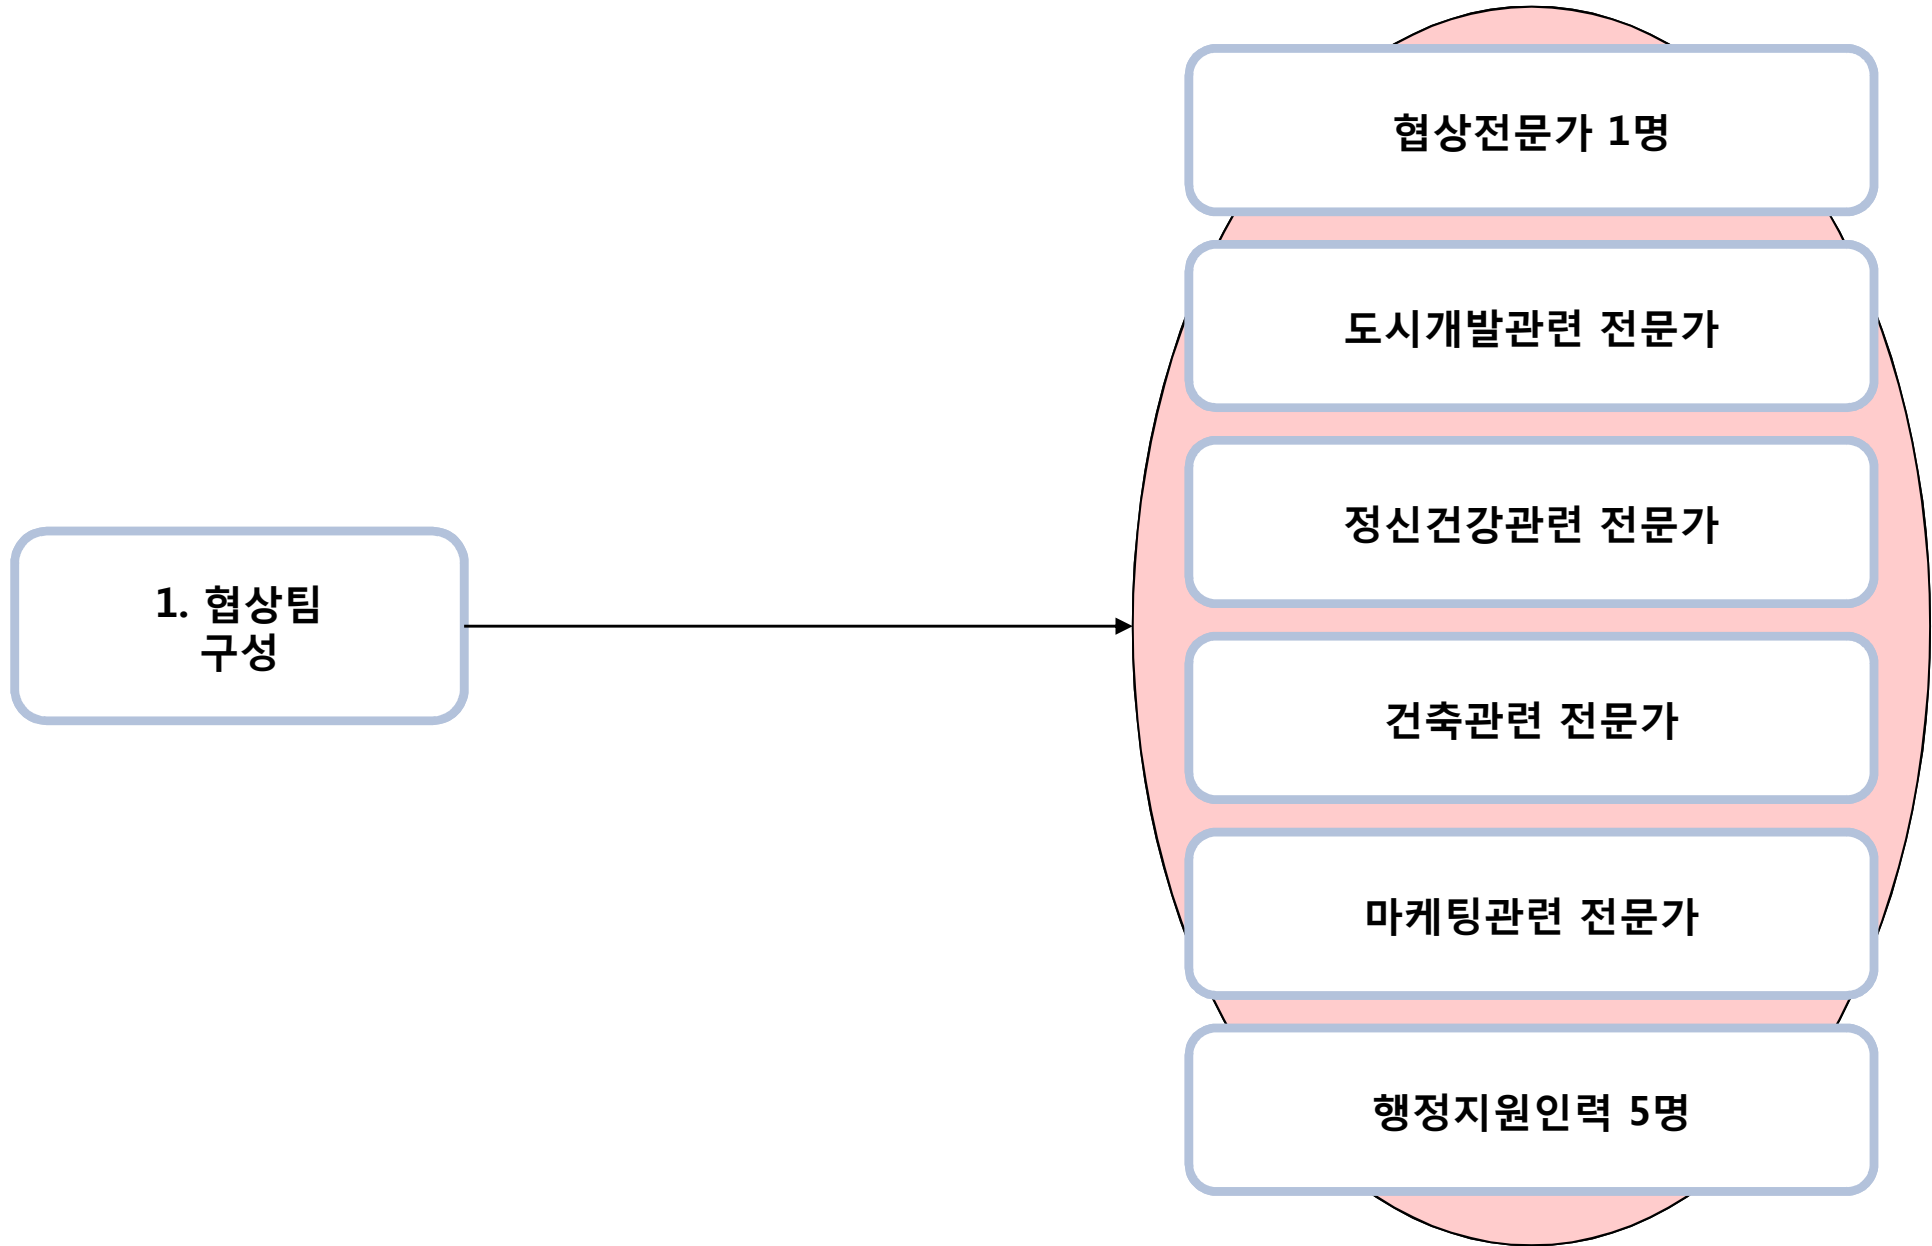 1. 협상팀
구성
협상전문가 1명
도시개발관련 전문가
정신건강관련 전문가
건축관련 전문가
마케팅관련 전문가
행정지원인력 5명